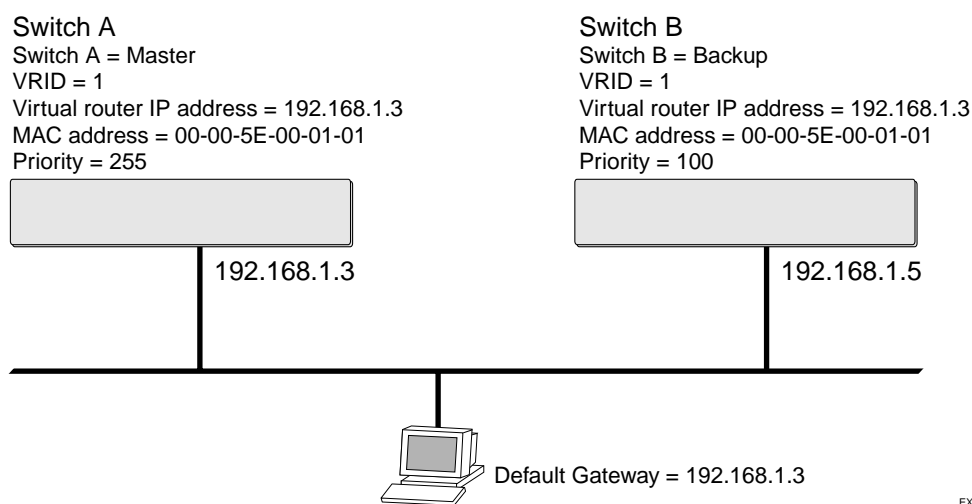 Switch A
Switch A = Master
VRID = 1
Virtual router IP address = 192.168.1.3
MAC address = 00-00-5E-00-01-01
Priority = 255
Switch B
Switch B = Backup
VRID = 1
Virtual router IP address = 192.168.1.3
MAC address = 00-00-5E-00-01-01
Priority = 100
192.168.1.3
192.168.1.5
Default Gateway = 192.168.1.3